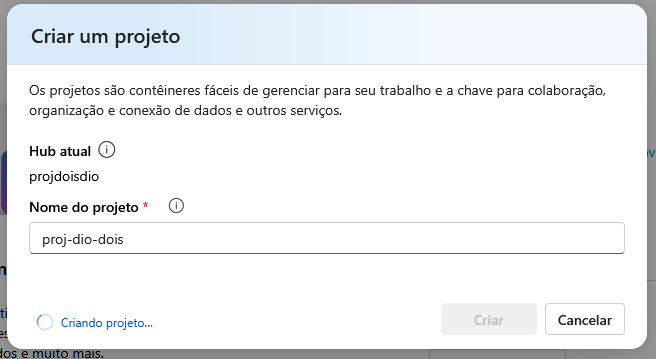 Criar um projeto
Os projetos são contêineres fáceis de gerenciar para seu trabalho e a chave para colaboração,
organização e conexão de dados e outros serviços.
Hub atual
projdoisdio
Nome do projeto *
proj-dio-dois
Criando projeto...
Criar
Cancelar
dos e muito mais.